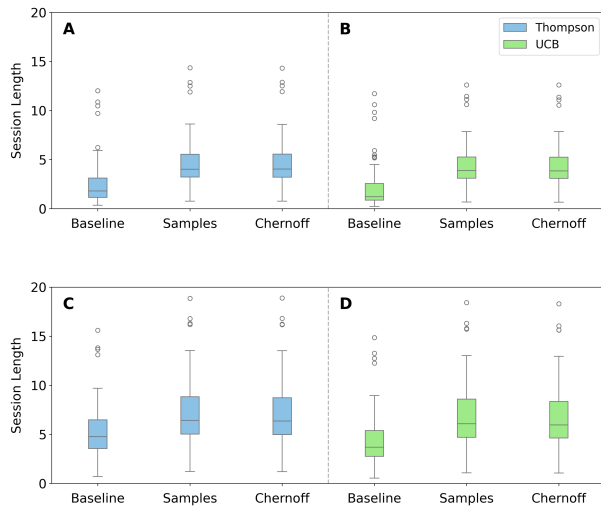 20
15
10
5
0
Session Length
A
B
Thompson
UCB
Baseline
Samples
Chernoff
Baseline
Samples
Chernoff
20
15
10
5
0
Session Length
C
D
Baseline
Samples
Chernoff
Baseline
Samples
Chernoff